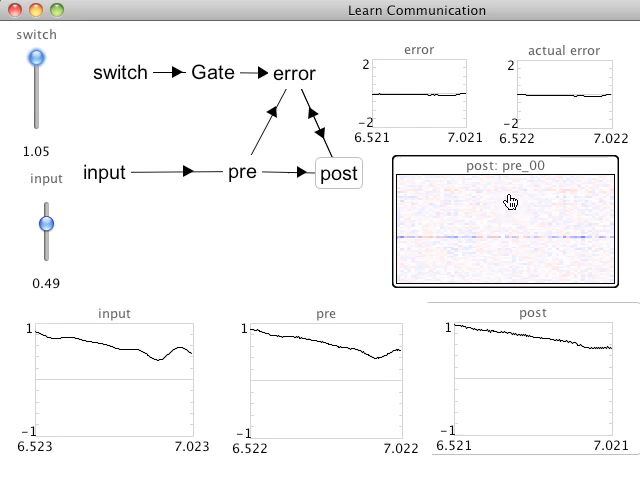 Learn Communication
switch
1.05
input
0.49
switch
Gate
error
input
pre
post
error
2
-2
6.521
7.021
actual error
2
-2
6.522
7.022
post: pre_00
input
1
-1
6.523
7.023
pre
1
-1
6.522
7.022
post
1
-1
6.521
7.021